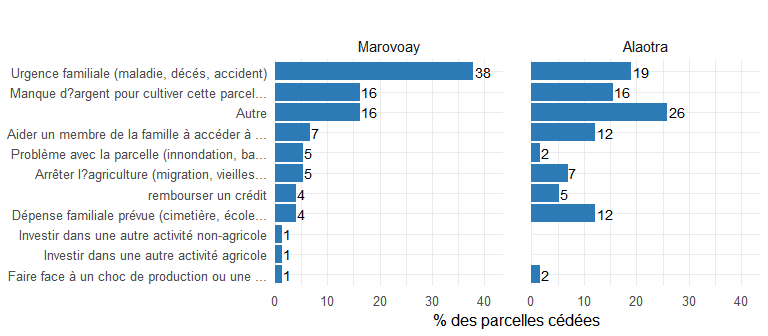 Marovoay Alaotra
Urgence familiale (maladie, décés, accident) 38 19
Manque d?argent pour cultiver cette parcel... 16 16
Autre 16 26
Aider un membre de la famille à accéder à ... 7 12
Problème avec la parcelle (innondation, ba... 5 2
Arrêter l?agriculture (migration, vieilles... 5 7
rembourser un crédit 4 5
Dépense familiale prévue (cimetière, école... 4 12
Investir dans une autre activité non-agricole 1
Investir dans une autre activité agricole 1
Faire face à un choc de production ou une ... 1 2
0 10 20 30 40 0 10 20 30 40
% des parcelles cédées